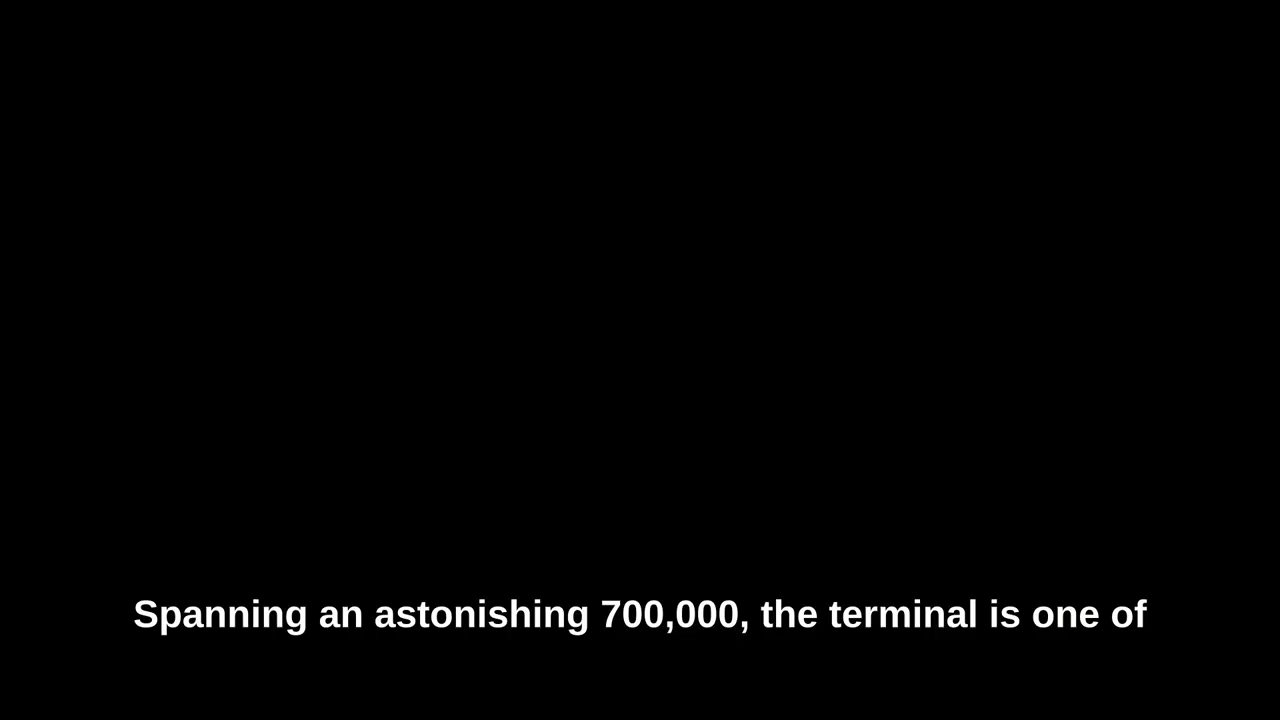 Spanning an astonishing 700,000, the terminal is one of